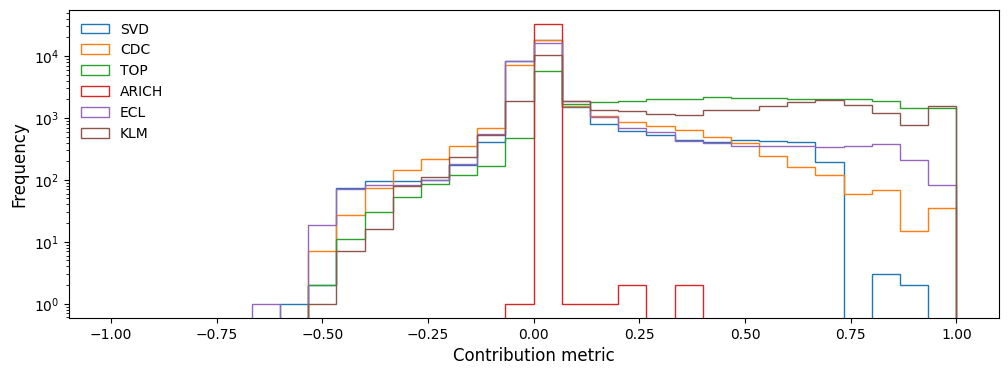 SVD
CDC
TOP
ARICH
ECL
KLM
Frequency
10⁴
10³
10²
10¹
10⁰
−1.00 −0.75 −0.50 −0.25 0.00 0.25 0.50 0.75 1.00
Contribution metric